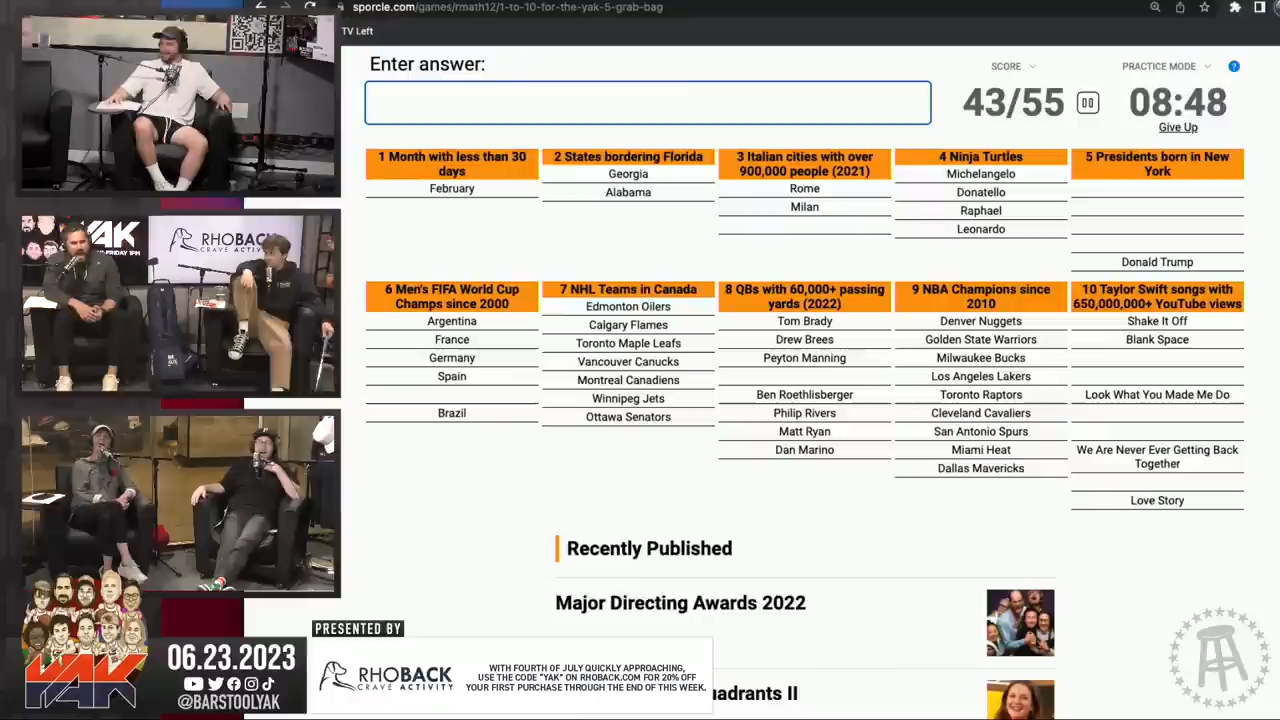 sporcle.com/games/rmath12/1-to-10-for-the-yak-5-grab-bag
TV Left
Enter answer:
SCORE
PRACTICE MODE
?
43/55
08:48
Give Up
1 Month with less than 30 days
February
2 States bordering Florida
Georgia
Alabama
3 Italian cities with over 900,000 people (2021)
Rome
Milan
4 Ninja Turtles
Michelangelo
Donatello
Raphael
Leonardo
5 Presidents born in New York
Donald Trump
6 Men's FIFA World Cup Champs since 2000
Argentina
France
Germany
Spain
Brazil
7 NHL Teams in Canada
Edmonton Oilers
Calgary Flames
Toronto Maple Leafs
Vancouver Canucks
Montreal Canadiens
Winnipeg Jets
Ottawa Senators
8 QBs with 60,000+ passing yards (2022)
Tom Brady
Drew Brees
Peyton Manning
Ben Roethlisberger
Philip Rivers
Matt Ryan
Dan Marino
9 NBA Champions since 2010
Denver Nuggets
Golden State Warriors
Milwaukee Bucks
Los Angeles Lakers
Toronto Raptors
Cleveland Cavaliers
San Antonio Spurs
Miami Heat
Dallas Mavericks
10 Taylor Swift songs with 650,000,000+ YouTube views
Shake It Off
Blank Space
Look What You Made Me Do
We Are Never Ever Getting Back Together
Love Story
Recently Published
Major Directing Awards 2022
uadrants II
YAK
RHOBACK
CRAVE ACTIVITY
YAK
06.23.2023
@BARSTOOLYAK
PRESENTED BY
RHOBACK
CRAVE ACTIVITY
WITH FOURTH OF JULY QUICKLY APPROACHING,
USE THE CODE "YAK" ON RHOBACK.COM FOR 20% OFF
YOUR FIRST PURCHASE THROUGH THE END OF THIS WEEK.